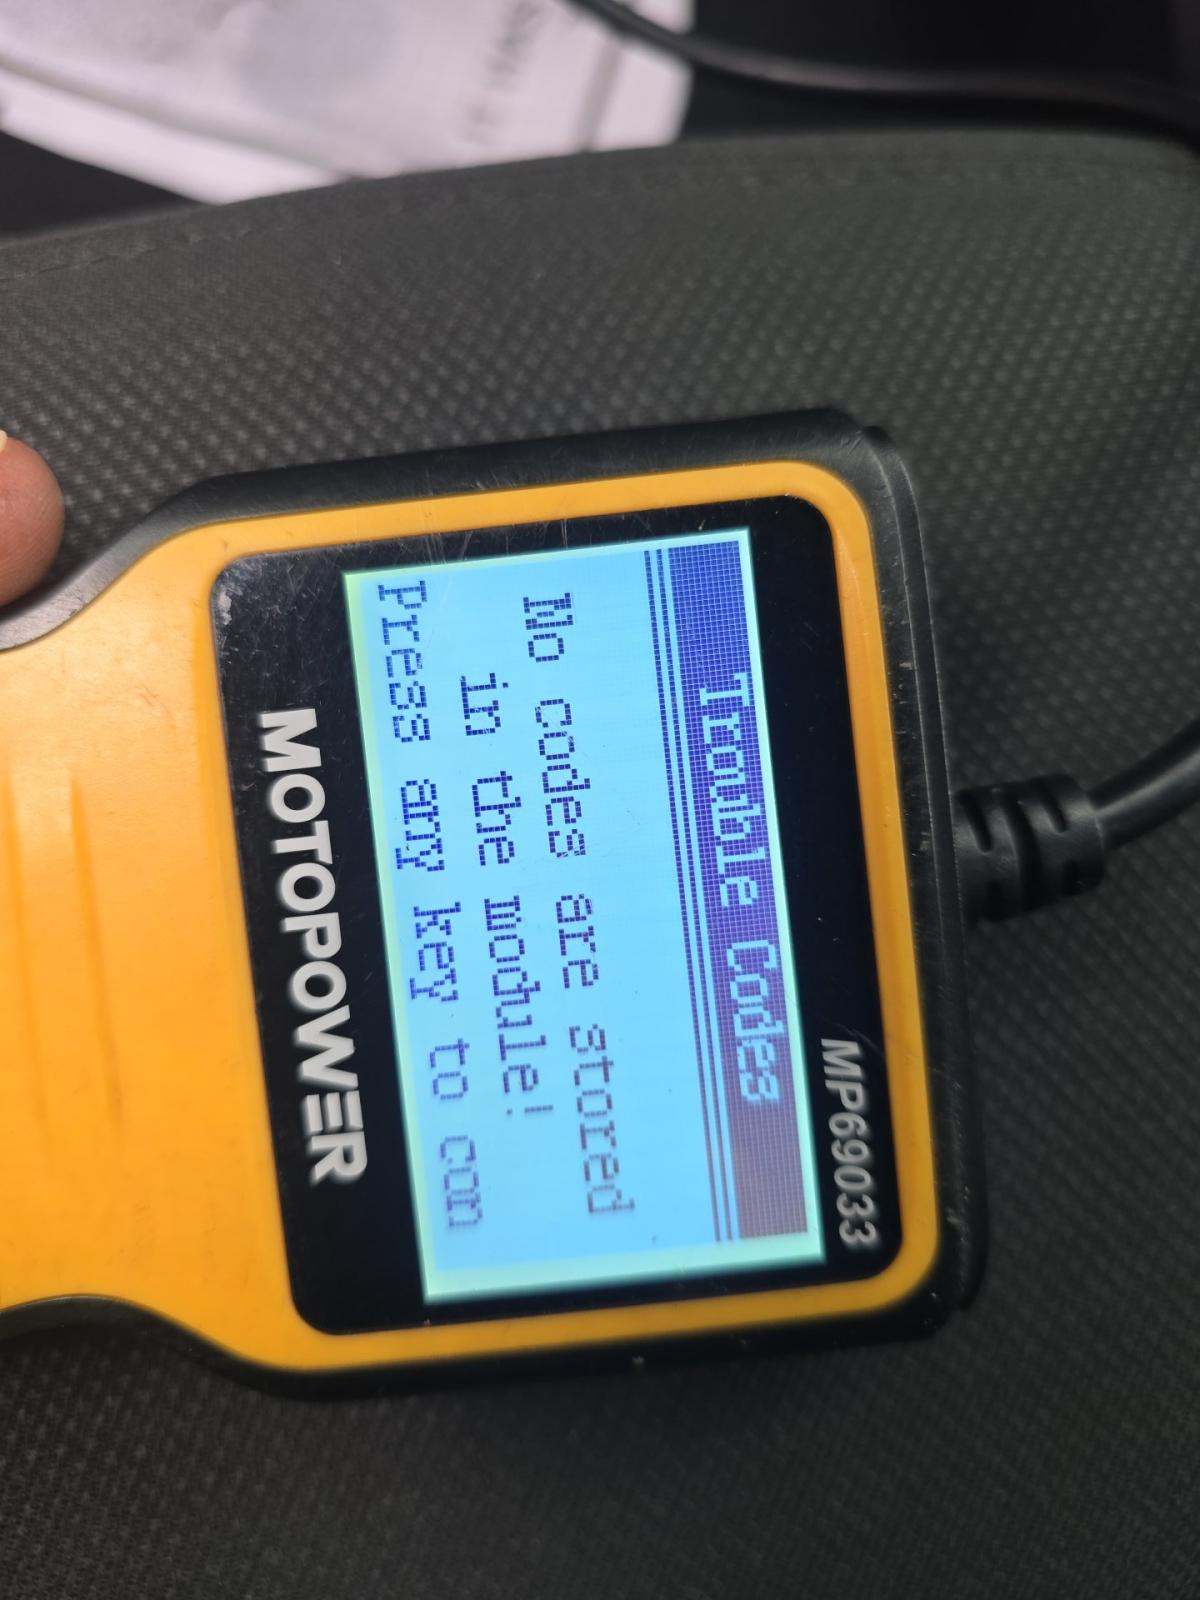 MP69033
Trouble Codes
No codes are stored
in the module!
Press any key to con
MOTOPOWER